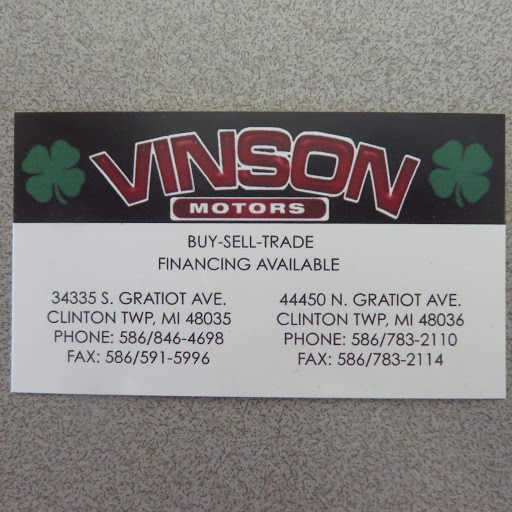 VINSON
MOTORS
BUY-SELL-TRADE
FINANCING AVAILABLE
34335 S. GRATIOT AVE.
CLINTON TWP, MI 48035
PHONE: 586/846-4698
FAX: 586/591-5996
44450 N. GRATIOT AVE.
CLINTON TWP, MI 48036
PHONE: 586/783-2110
FAX: 586/783-2114